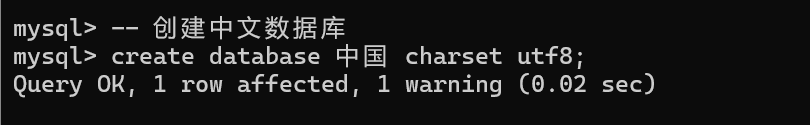 mysql> -- 创建中文数据库
mysql> create database 中国 charset utf8;
Query OK, 1 row affected, 1 warning (0.02 sec)